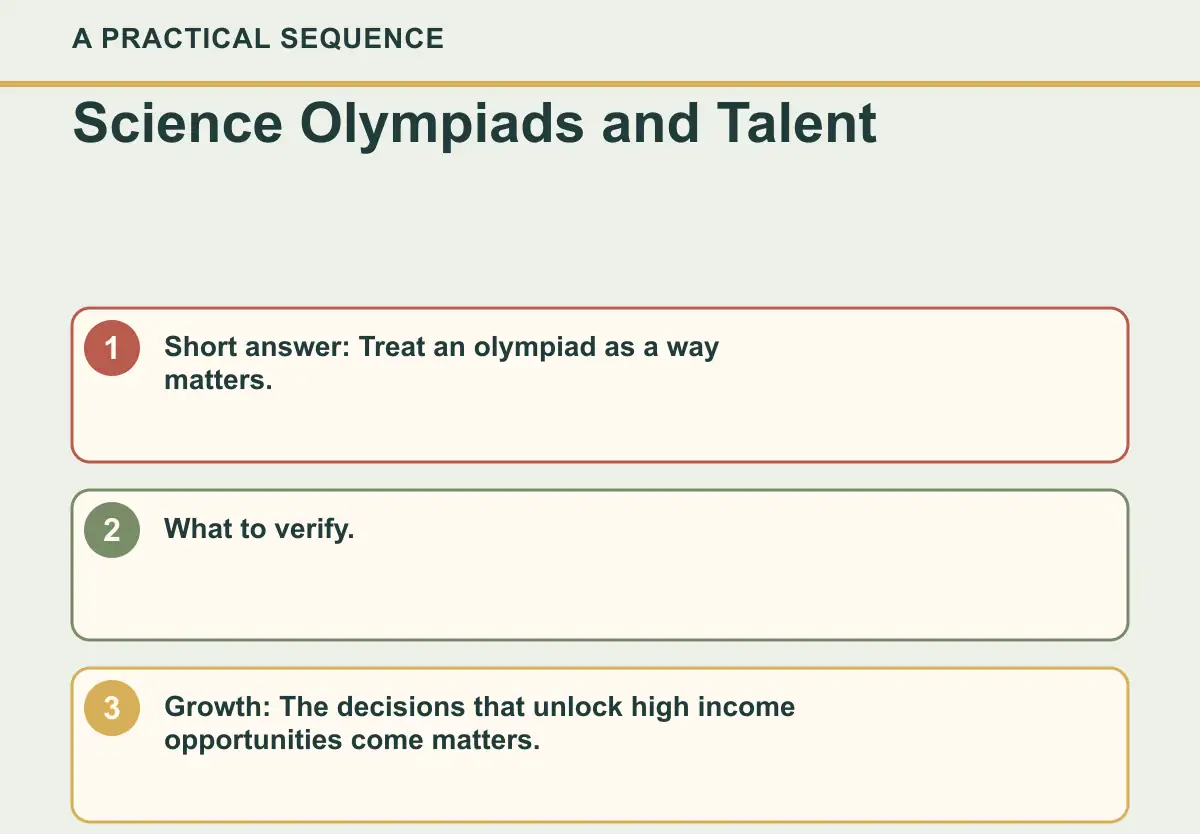 A PRACTICAL SEQUENCE
Science Olympiads and Talent
1
Short answer: Treat an olympiad as a way
matters.
2
What to verify.
3
Growth: The decisions that unlock high income
opportunities come matters.